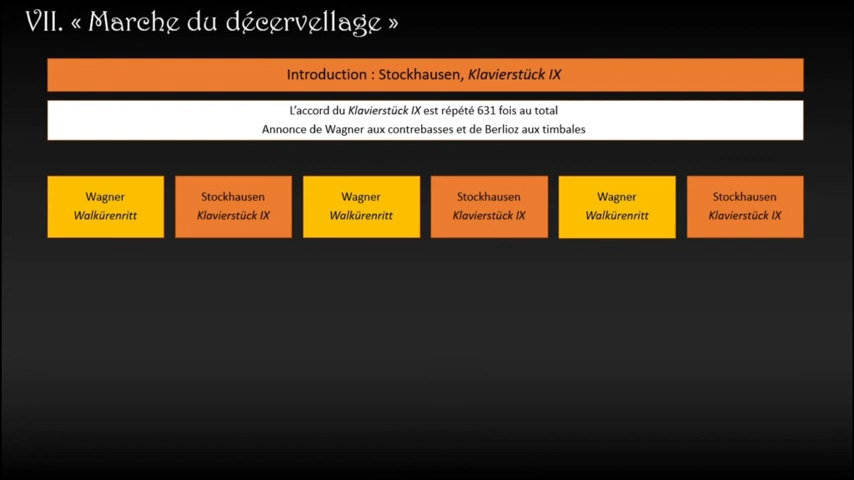 VII. « Marche du décervellage »
Introduction : Stockhausen, Klavierstück IX
L'accord du Klavierstück IX est répété 631 fois au total
Annonce de Wagner aux contrebasses et de Berlioz aux timbales
Wagner
Walkürenritt
Stockhausen
Klavierstück IX
Wagner
Walkürenritt
Stockhausen
Klavierstück IX
Wagner
Walkürenritt
Stockhausen
Klavierstück IX